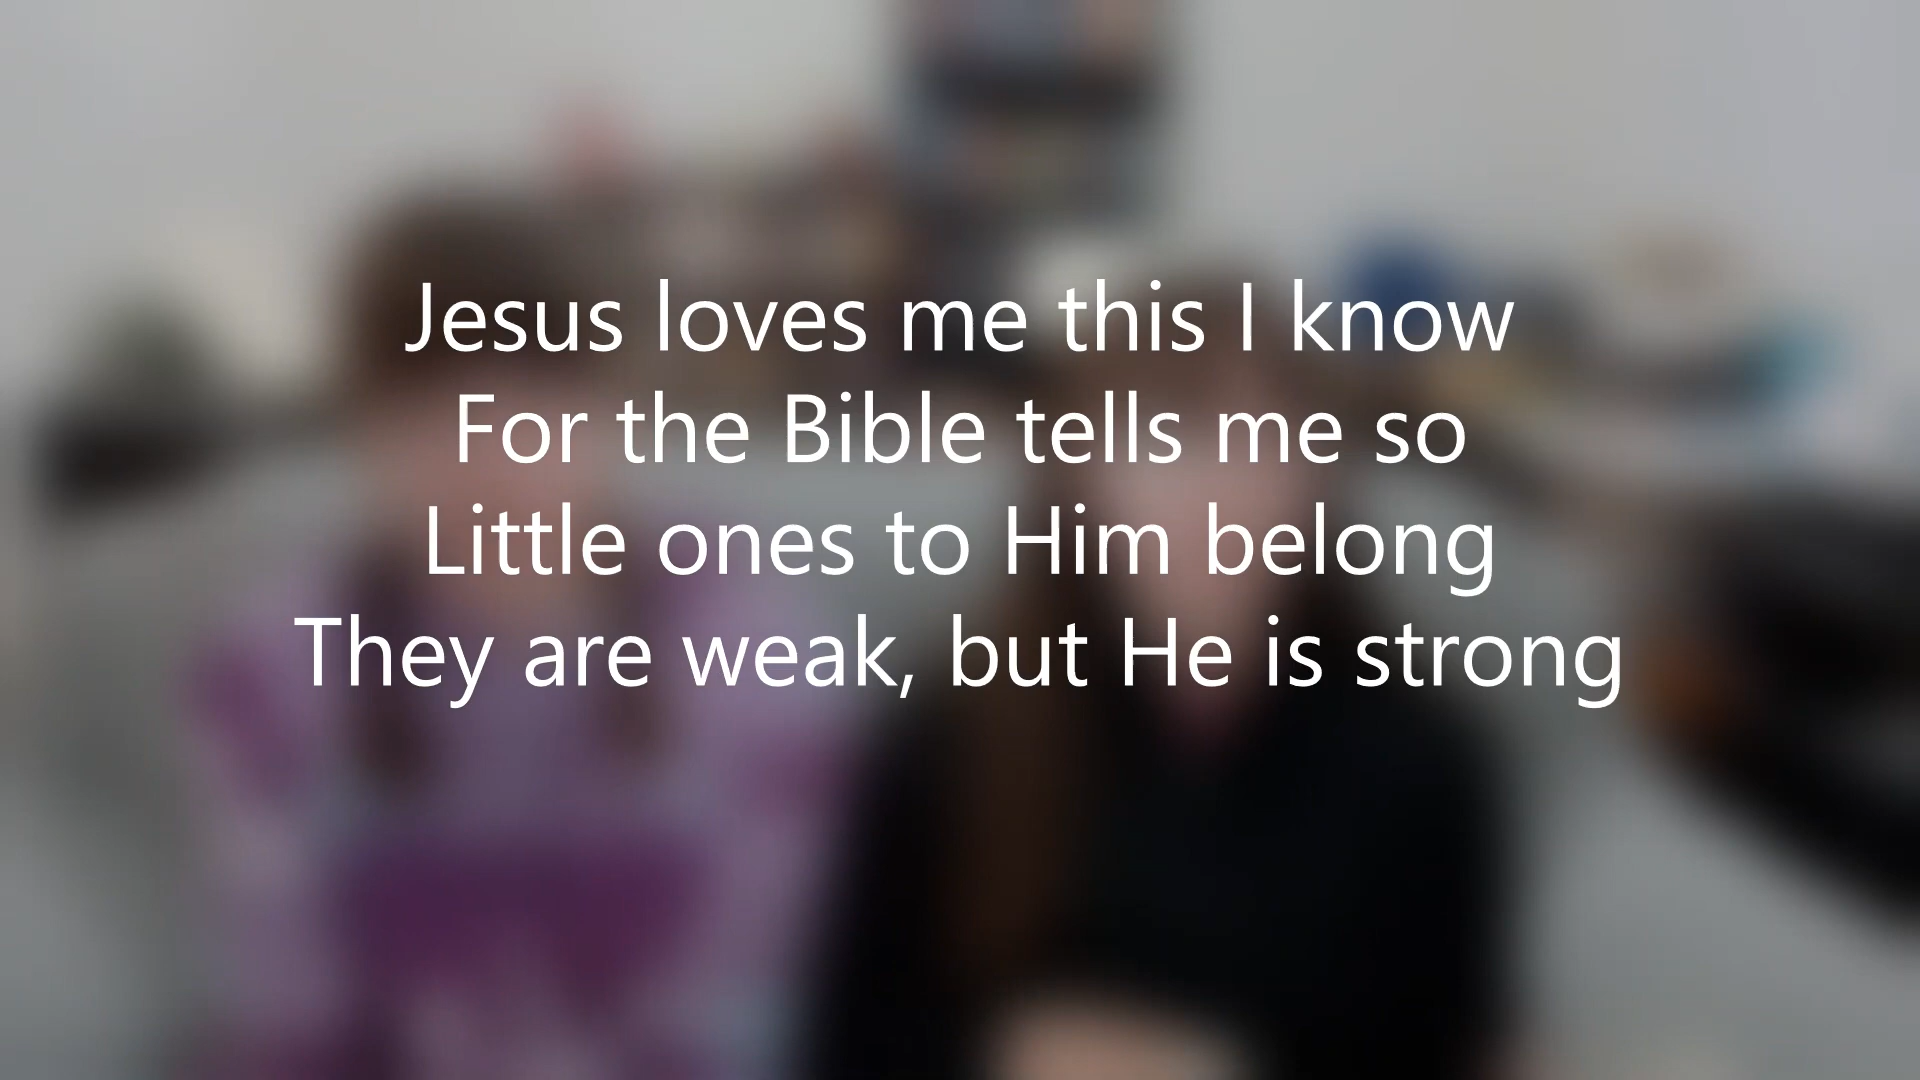 Jesus loves me this I know
For the Bible tells me so
Little ones to Him belong
They are weak, but He is strong